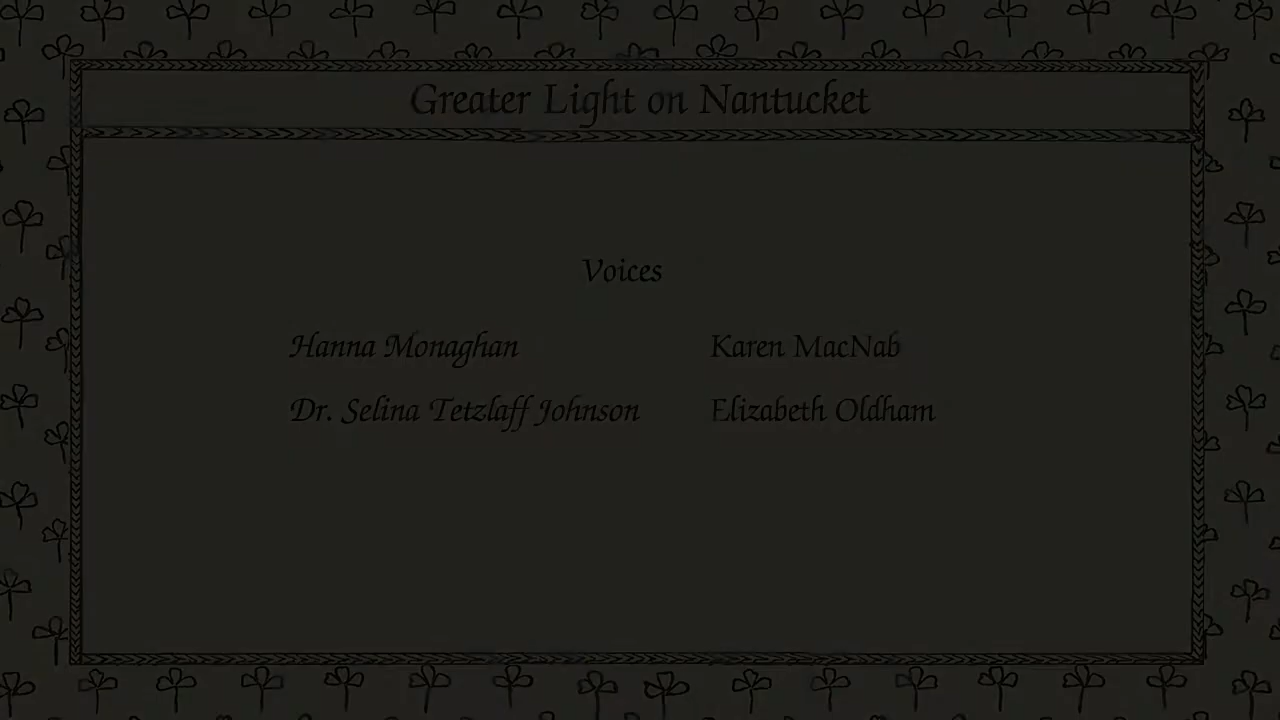 Greater Light on Nantucket
Voices
Hanna Monaghan Karen MacNab
Dr. Selina Tetzlaff Johnson Elizabeth Oldham